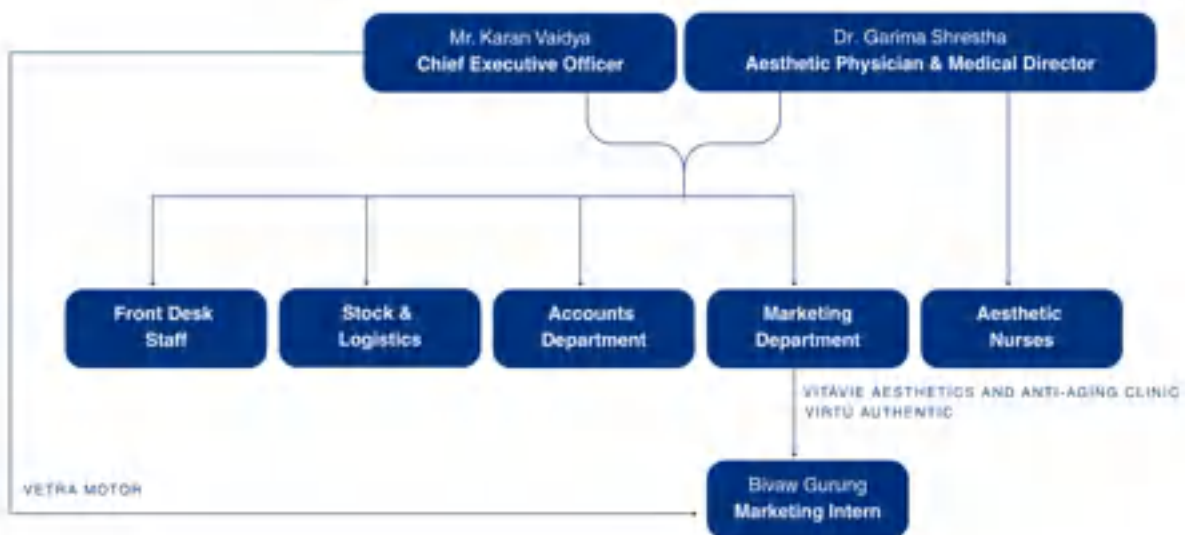 Mr. Karan Vaidya
Chief Executive Officer
Dr. Garima Shrestha
Aesthetic Physician & Medical Director
Front Desk
Staff
Stock &
Logistics
Accounts
Department
Marketing
Department
Aesthetic
Nurses
VITAVIE AESTHETICS AND ANTI-AGING CLINIC
VIRTÙ AUTHENTIC
VETRA MOTOR
Bivaw Gurung
Marketing Intern